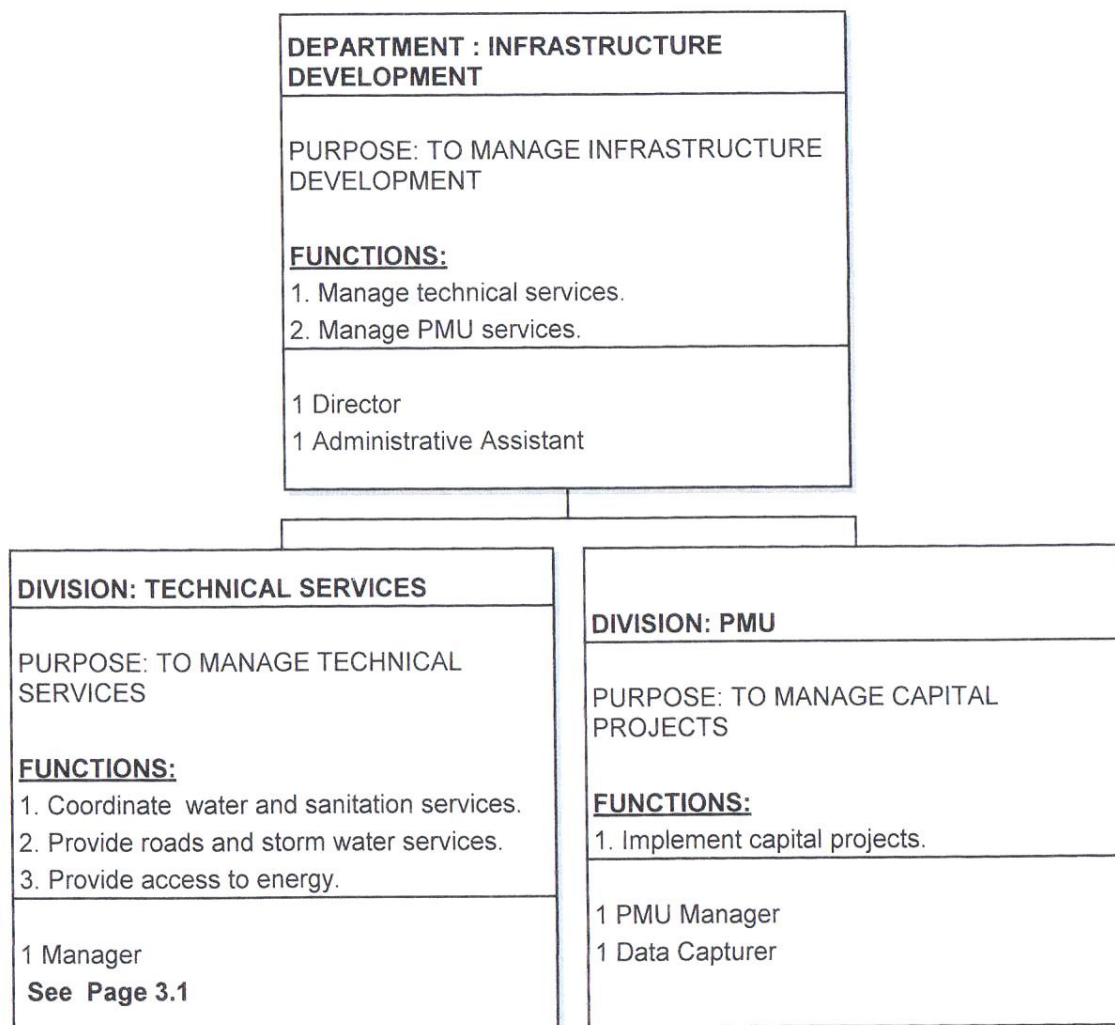 DEPARTMENT : INFRASTRUCTURE
DEVELOPMENT
PURPOSE: TO MANAGE INFRASTRUCTURE
DEVELOPMENT
FUNCTIONS:
1. Manage technical services.
2. Manage PMU services.
1 Director
1 Administrative Assistant
DIVISION: TECHNICAL SERVICES
PURPOSE: TO MANAGE TECHNICAL
SERVICES
FUNCTIONS:
1. Coordinate water and sanitation services.
2. Provide roads and storm water services.
3. Provide access to energy.
1 Manager
See Page 3.1
DIVISION: PMU
PURPOSE: TO MANAGE CAPITAL
PROJECTS
FUNCTIONS:
1. Implement capital projects.
1 PMU Manager
1 Data Capturer